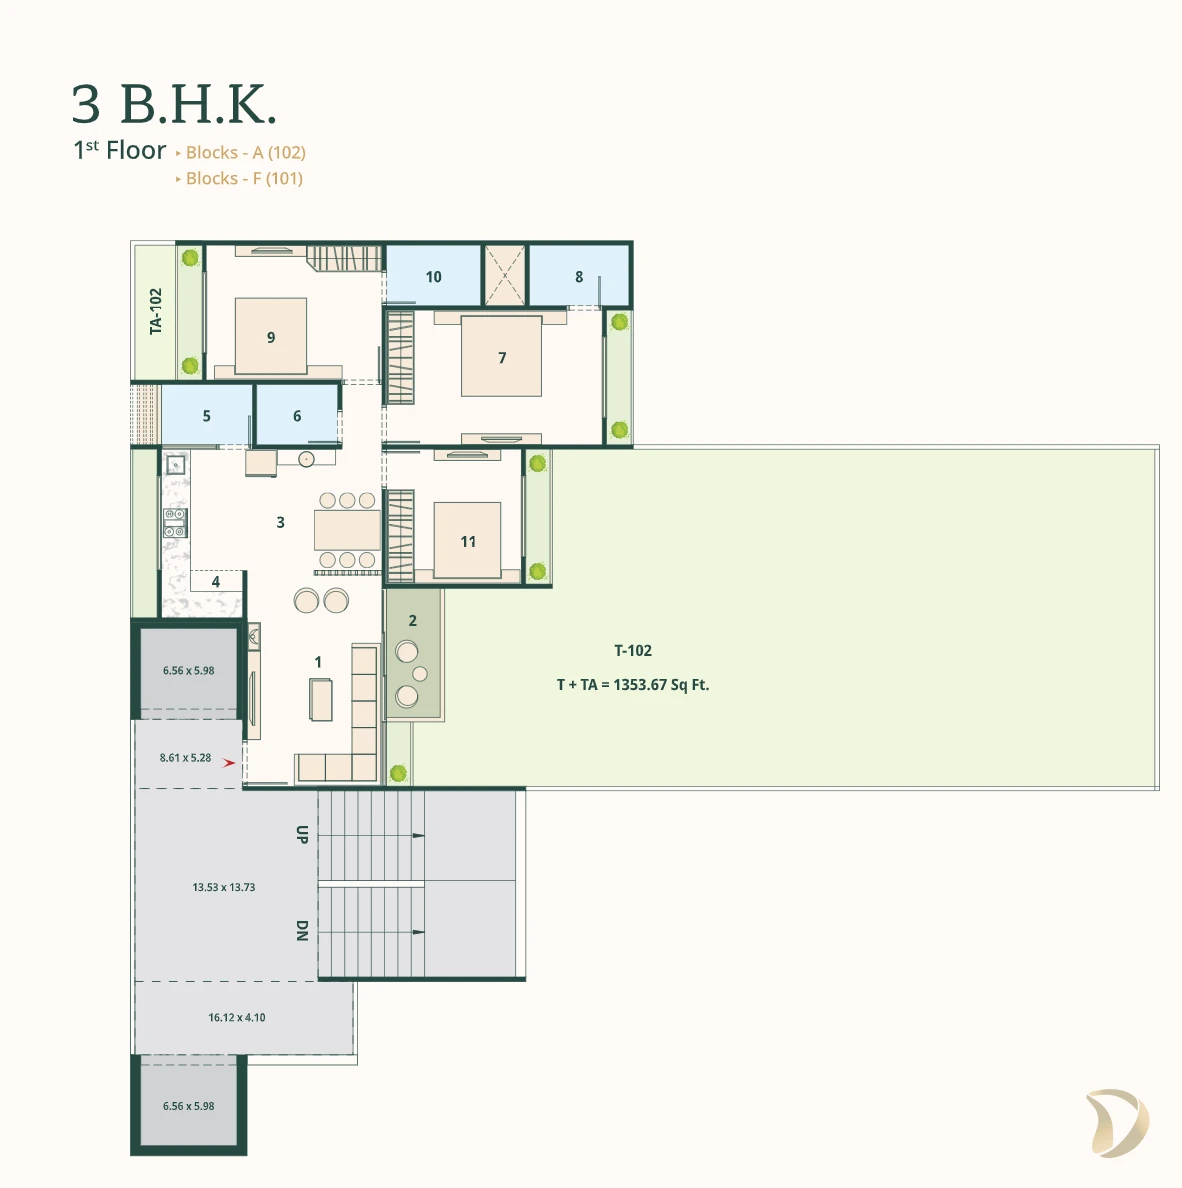 3 B.H.K.
1st Floor ▸ Blocks - A (102)
▸ Blocks - F (101)
TA-102
9
10
8
7
5
6
3
11
4
2
1
T-102
T + TA = 1353.67 Sq Ft.
6.56 x 5.98
8.61 x 5.28
UP
13.53 x 13.73
DN
16.12 x 4.10
6.56 x 5.98